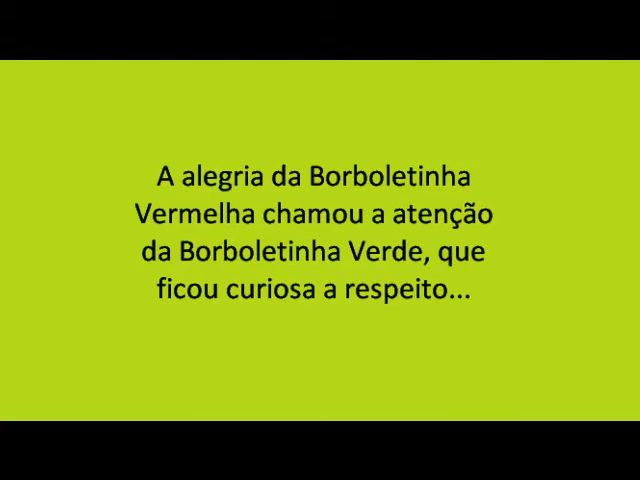 A alegria da Borboletinha
Vermelha chamou a atenção
da Borboletinha Verde, que
ficou curiosa a respeito...